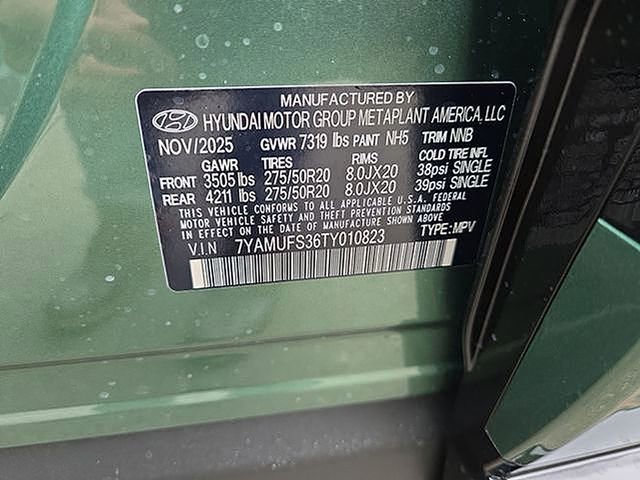 MANUFACTURED BY
HYUNDAI MOTOR GROUP METAPLANT AMERICA, LLC
NOV/2025 GVWR 7319 lbs PAINT NH5 TRIM NNB
GAWR TIRES RIMS COLD TIRE INFL
FRONT 3505 lbs 275/50R20 8.0JX20 38psi SINGLE
REAR 4211 lbs 275/50R20 8.0JX20 39psi SINGLE
THIS VEHICLE CONFORMS TO ALL APPLICABLE U.S.A. FEDERAL
MOTOR VEHICLE SAFETY AND THEFT PREVENTION STANDARDS
IN EFFECT ON THE DATE OF MANUFACTURE SHOWN ABOVE.
V.I.N 7YAMUFS36TY010823 TYPE: MPV